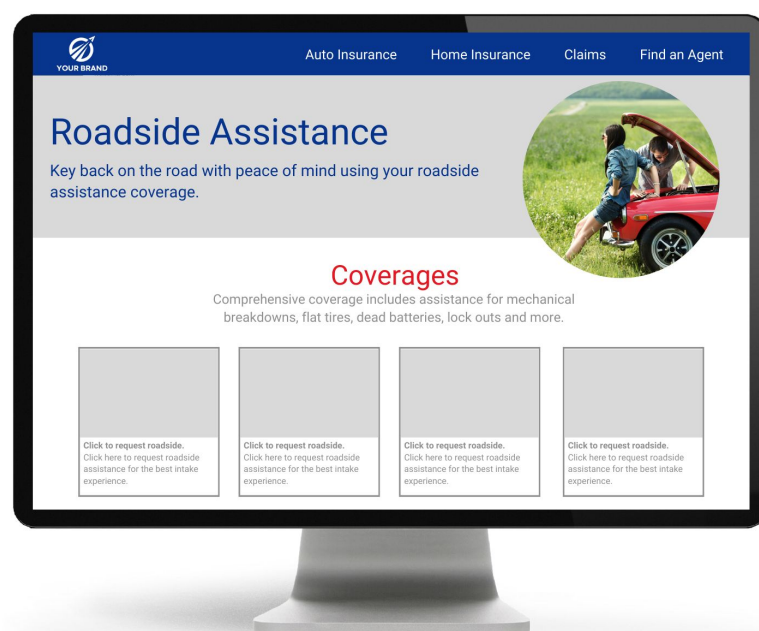 YOUR BRAND
Auto Insurance Home Insurance Claims Find an Agent
Roadside Assistance
Key back on the road with peace of mind using your roadside
assistance coverage.
Coverages
Comprehensive coverage includes assistance for mechanical
breakdowns, flat tires, dead batteries, lock outs and more.
Click to request roadside.
Click here to request roadside
assistance for the best intake
experience.
Click to request roadside.
Click here to request roadside
assistance for the best intake
experience.
Click to request roadside.
Click here to request roadside
assistance for the best intake
experience.
Click to request roadside.
Click here to request roadside
assistance for the best intake
experience.